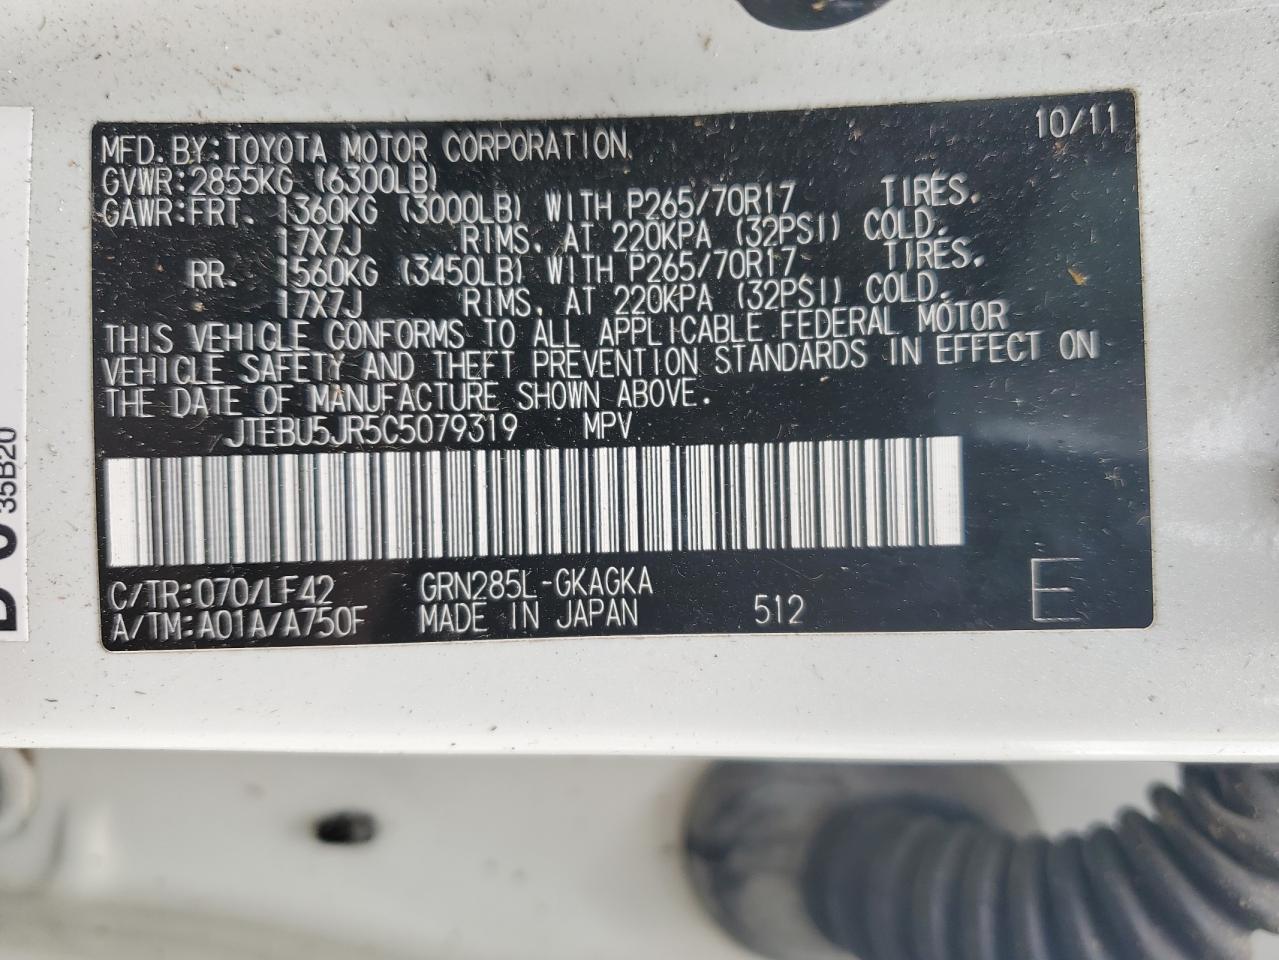 10/11
MFD. BY: TOYOTA MOTOR CORPORATION
GVWR: 2855KG (6300LB)
GAWR: FRT. 1360KG (3000LB) WITH P265/70R17 TIRES.
17X7J RIMS, AT 220KPA (32PSI) COLD.
RR. 1560KG (3450LB) WITH P265/70R17 TIRES.
17X7J RIMS, AT 220KPA (32PSI) COLD.
THIS VEHICLE CONFORMS TO ALL APPLICABLE FEDERAL MOTOR
VEHICLE SAFETY AND THEFT PREVENTION STANDARDS IN EFFECT ON
THE DATE OF MANUFACTURE SHOWN ABOVE.
JTEBU5JR5C5079319 MPV
C/TR: 070/LF42 GRN285L-GKAGKA
A/TM: A01A/A750F MADE IN JAPAN 512 E
35B20